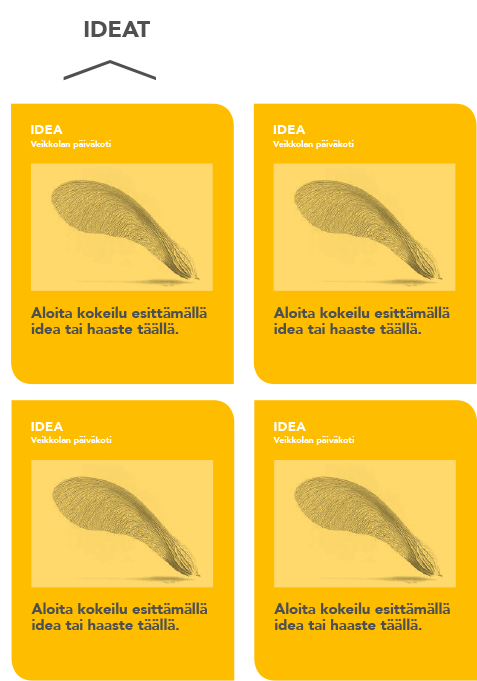 IDEAT
IDEA
Veikkolan päiväkoti
Aloita kokeilu esittämällä
idea tai haaste täällä.
IDEA
Veikkolan päiväkoti
Aloita kokeilu esittämällä
idea tai haaste täällä.
IDEA
Veikkolan päiväkoti
Aloita kokeilu esittämällä
idea tai haaste täällä.
IDEA
Veikkolan päiväkoti
Aloita kokeilu esittämällä
idea tai haaste täällä.